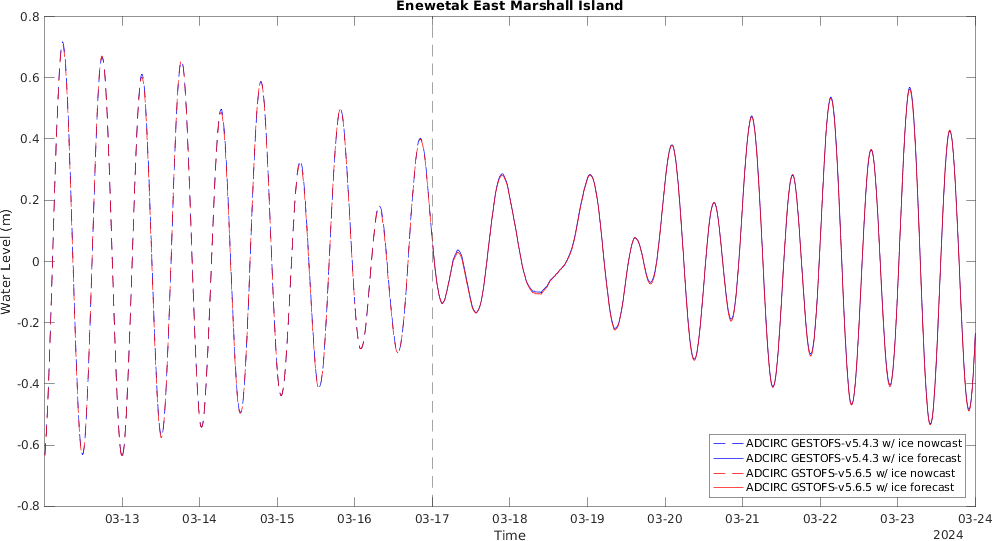 Enewetak East Marshall Island
0.8
0.6
0.4
0.2
0
-0.2
-0.4
-0.6
-0.8
Water Level (m)
03-13 03-14 03-15 03-16 03-17 03-18 03-19 03-20 03-21 03-22 03-23 03-24
Time
2024
ADCIRC GESTOFS-v5.4.3 w/ ice nowcast
ADCIRC GESTOFS-v5.4.3 w/ ice forecast
ADCIRC GSTOFS-v5.6.5 w/ ice nowcast
ADCIRC GSTOFS-v5.6.5 w/ ice forecast